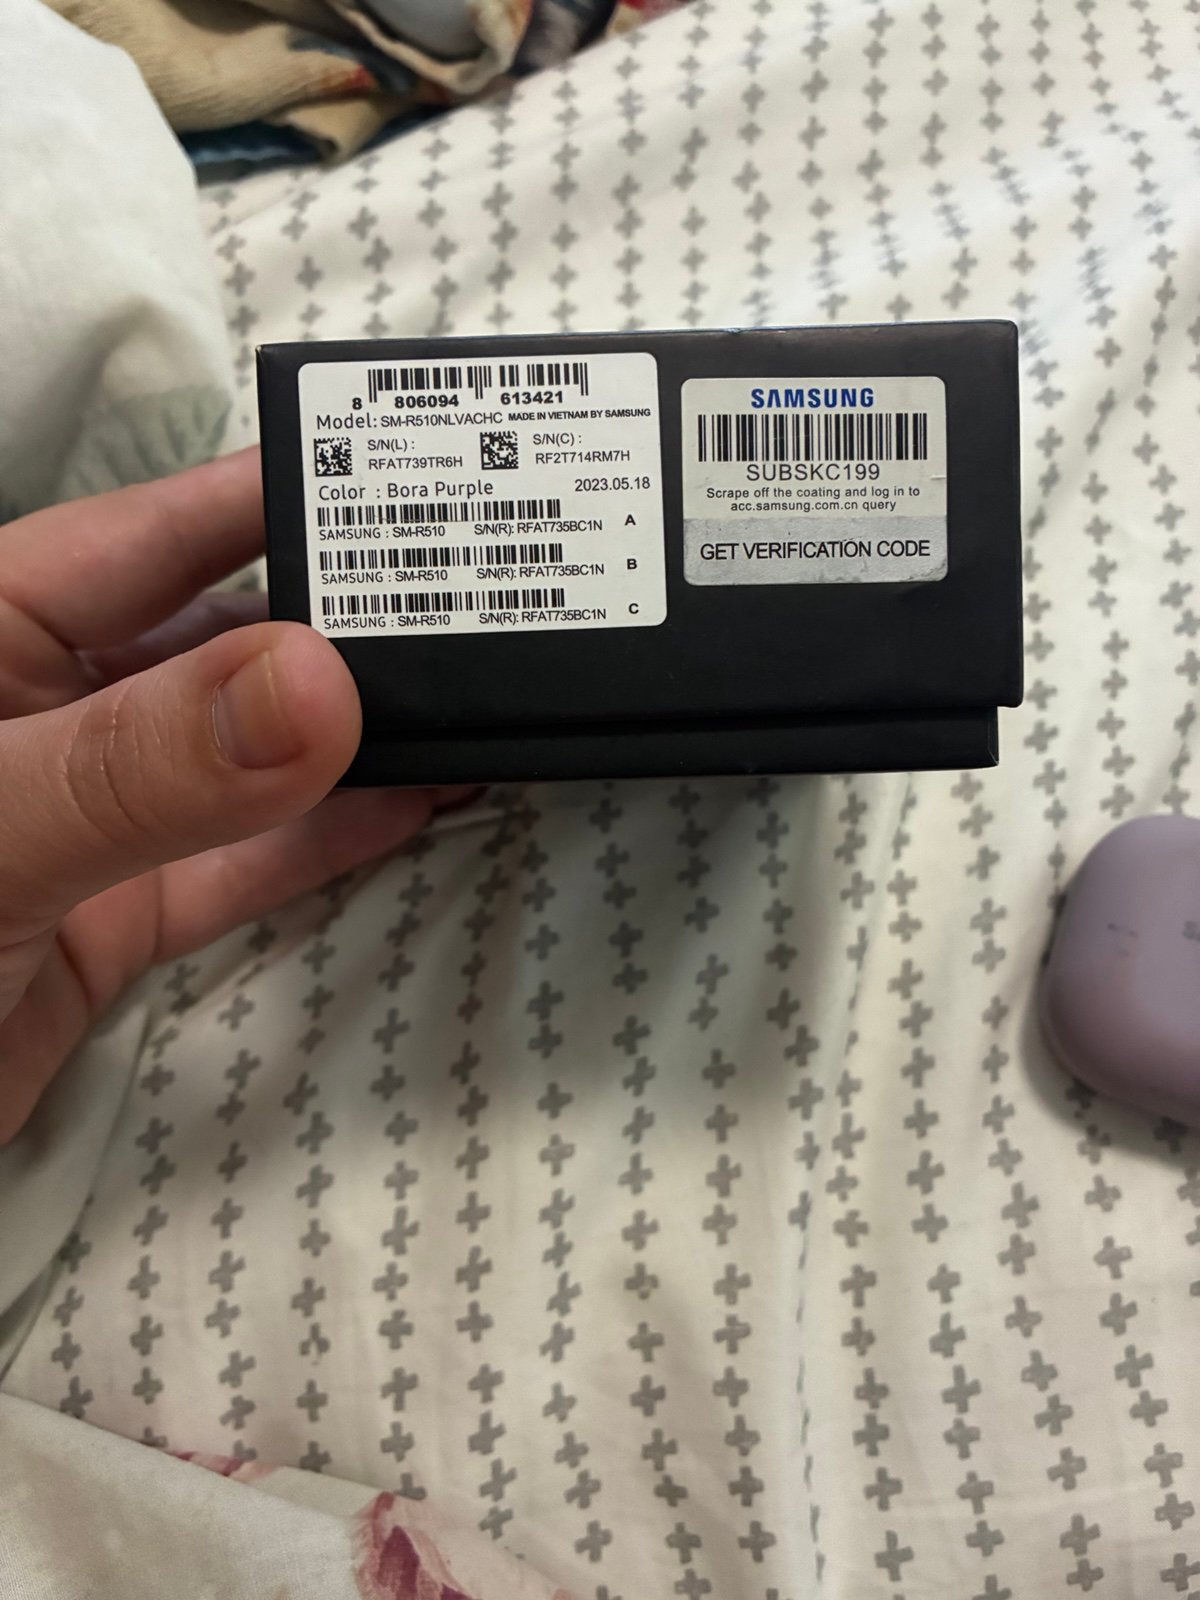 8 806094 613421
Model: SM-R510NLVACHC MADE IN VIETNAM BY SAMSUNG
S/N(L) :
RFAT739TR6H
S/N(C) :
RF2T714RM7H
Color : Bora Purple 2023.05.18
SAMSUNG : SM-R510 S/N(R): RFAT735BC1N A
SAMSUNG : SM-R510 S/N(R): RFAT735BC1N B
SAMSUNG : SM-R510 S/N(R): RFAT735BC1N C
SAMSUNG
SUBSKC199
Scrape off the coating and log in to
acc.samsung.com.cn query
GET VERIFICATION CODE